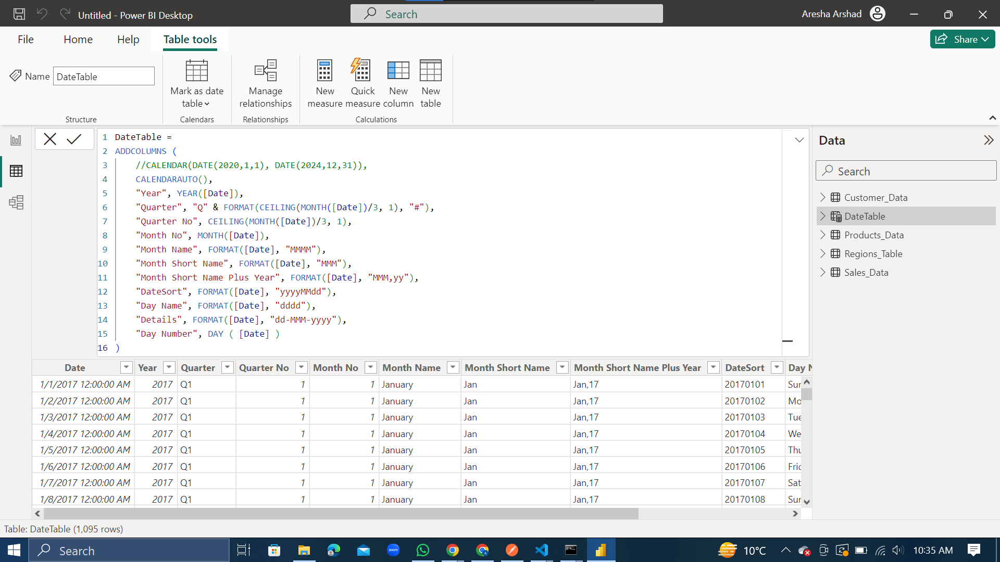 Untitled - Power BI Desktop
Search
Aresha Arshad
File Home Help Table tools
Share
Name DateTable
Mark as date table
Manage relationships
New measure
Quick measure
New column
New table
Structure Calendars Relationships Calculations
1 DateTable =
2 ADDCOLUMNS (
3 //CALENDAR(DATE(2020,1,1), DATE(2024,12,31)),
4 CALENDARAUTO(),
5 "Year", YEAR([Date]),
6 "Quarter", "Q" & FORMAT(CEILING(MONTH([Date])/3, 1), "#"),
7 "Quarter No", CEILING(MONTH([Date])/3, 1),
8 "Month No", MONTH([Date]),
9 "Month Name", FORMAT([Date], "MMMM"),
10 "Month Short Name", FORMAT([Date], "MMM"),
11 "Month Short Name Plus Year", FORMAT([Date], "MMM,yy"),
12 "DateSort", FORMAT([Date], "yyyyMMdd"),
13 "Day Name", FORMAT([Date], "dddd"),
14 "Details", FORMAT([Date], "dd-MMM-yyyy"),
15 "Day Number", DAY ( [Date] )
16 )
Data
Search
Customer_Data
DateTable
Products_Data
Regions_Table
Sales_Data
Date Year Quarter Quarter No Month No Month Name Month Short Name Month Short Name Plus Year DateSort Day N
1/1/2017 12:00:00 AM 2017 Q1 1 1 January Jan Jan,17 20170101 Sur
1/2/2017 12:00:00 AM 2017 Q1 1 1 January Jan Jan,17 20170102 Mo
1/3/2017 12:00:00 AM 2017 Q1 1 1 January Jan Jan,17 20170103 Tue
1/4/2017 12:00:00 AM 2017 Q1 1 1 January Jan Jan,17 20170104 We
1/5/2017 12:00:00 AM 2017 Q1 1 1 January Jan Jan,17 20170105 Thu
1/6/2017 12:00:00 AM 2017 Q1 1 1 January Jan Jan,17 20170106 Fric
1/7/2017 12:00:00 AM 2017 Q1 1 1 January Jan Jan,17 20170107 Sat
1/8/2017 12:00:00 AM 2017 Q1 1 1 January Jan Jan,17 20170108 Sur
Table: DateTable (1,095 rows)
Search
zoom
10°C
10:35 AM